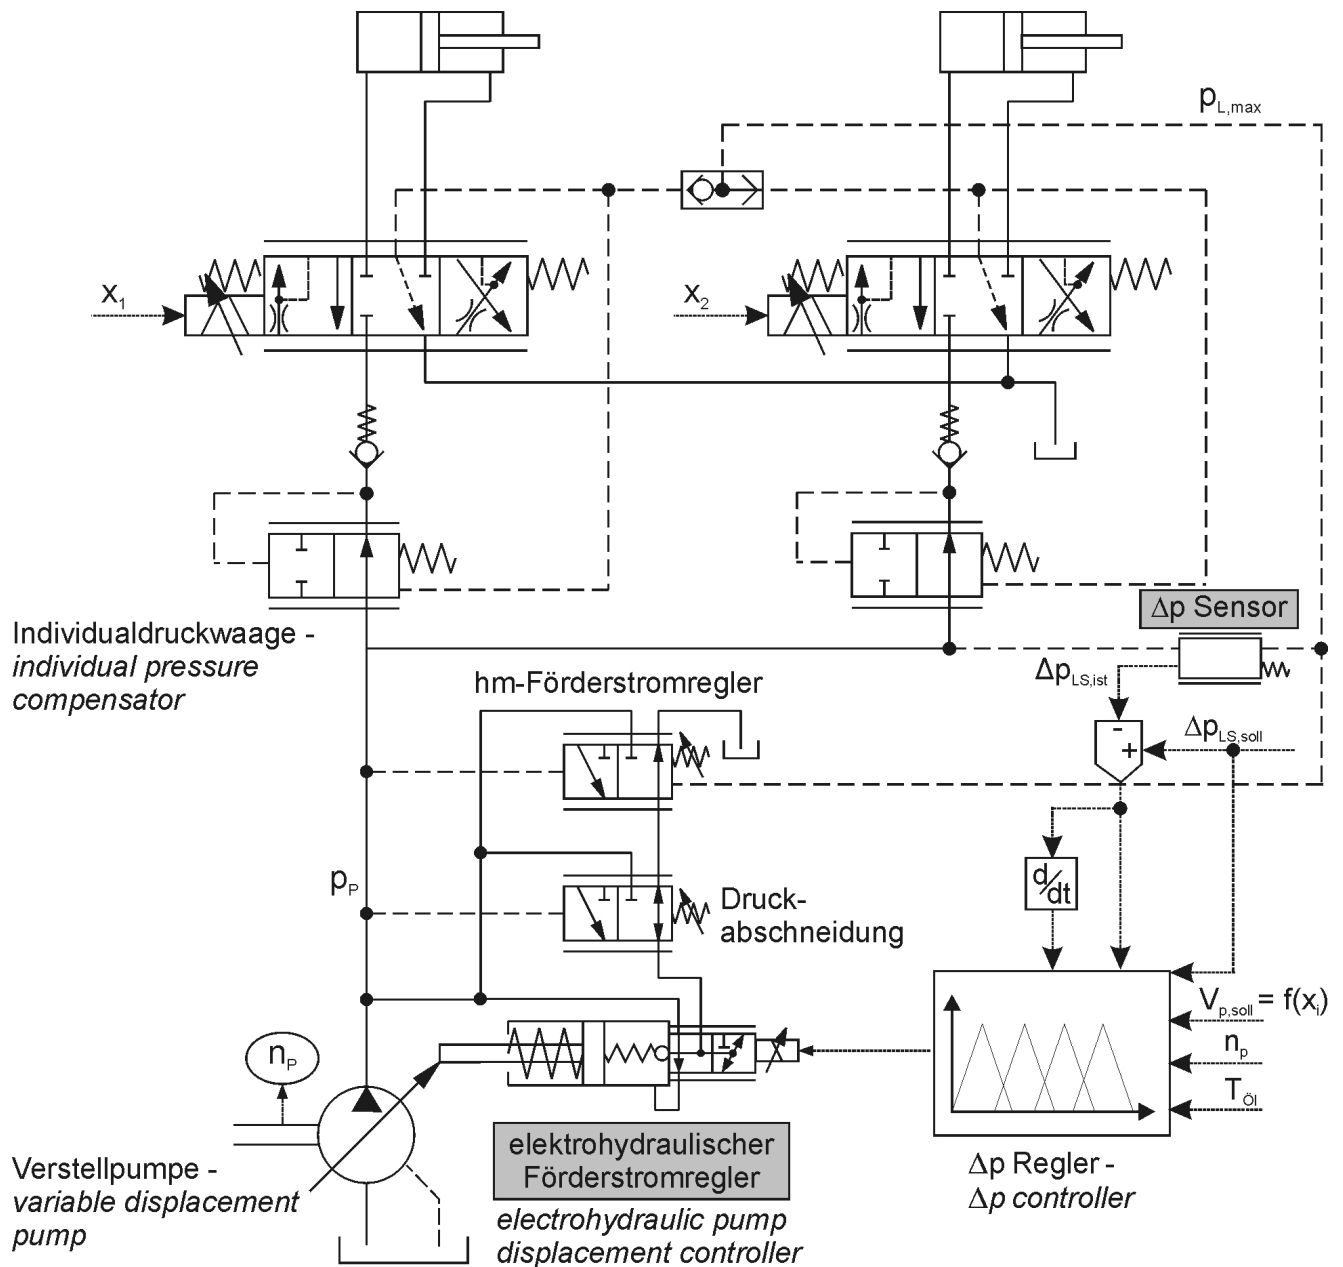 p_L,max
x_1
x_2
Δp Sensor
Individualdruckwaage -
individual pressure
compensator
hm-Förderstromregler
Δp_LS,ist
-
+
Δp_LS,soll
d/dt
p_P
Druck-
abschneidung
V_p,soll = f(x_i)
n_p
T_Öl
n_P
elektrohydraulischer
Förderstromregler
electrohydraulic pump
displacement controller
Verstellpumpe -
variable displacement
pump
Δp Regler -
Δp controller